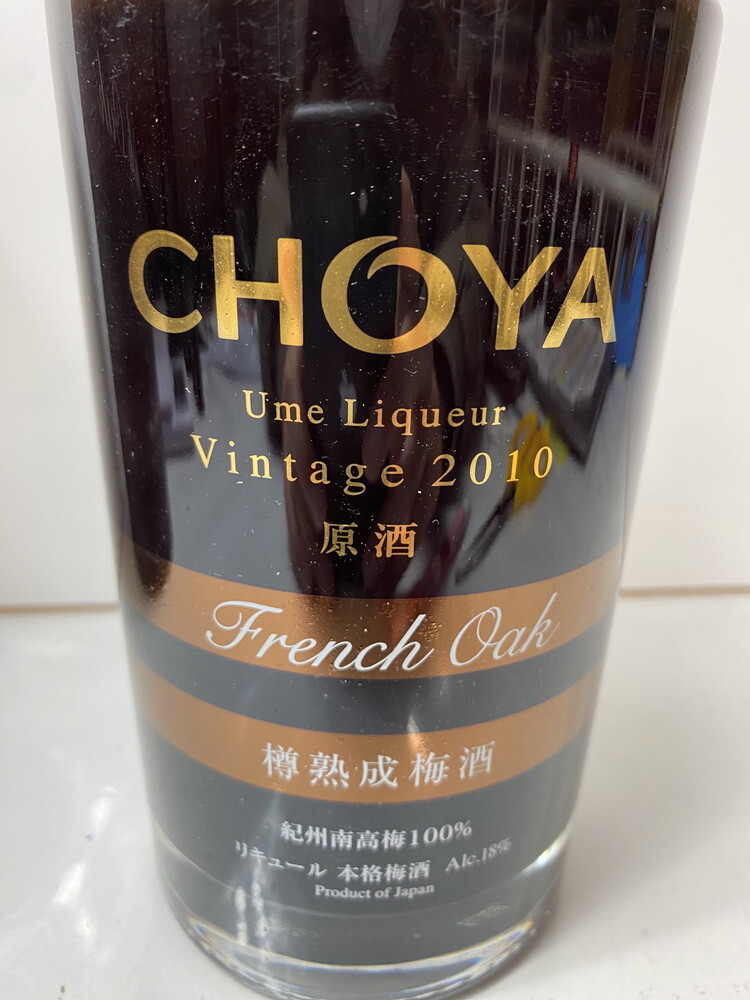 CHOYA
Ume Liqueur
Vintage 2010
原酒
French Oak
樽熟成梅酒
紀州南高梅100%
リキュール 本格梅酒 Alc.18%
Product of Japan